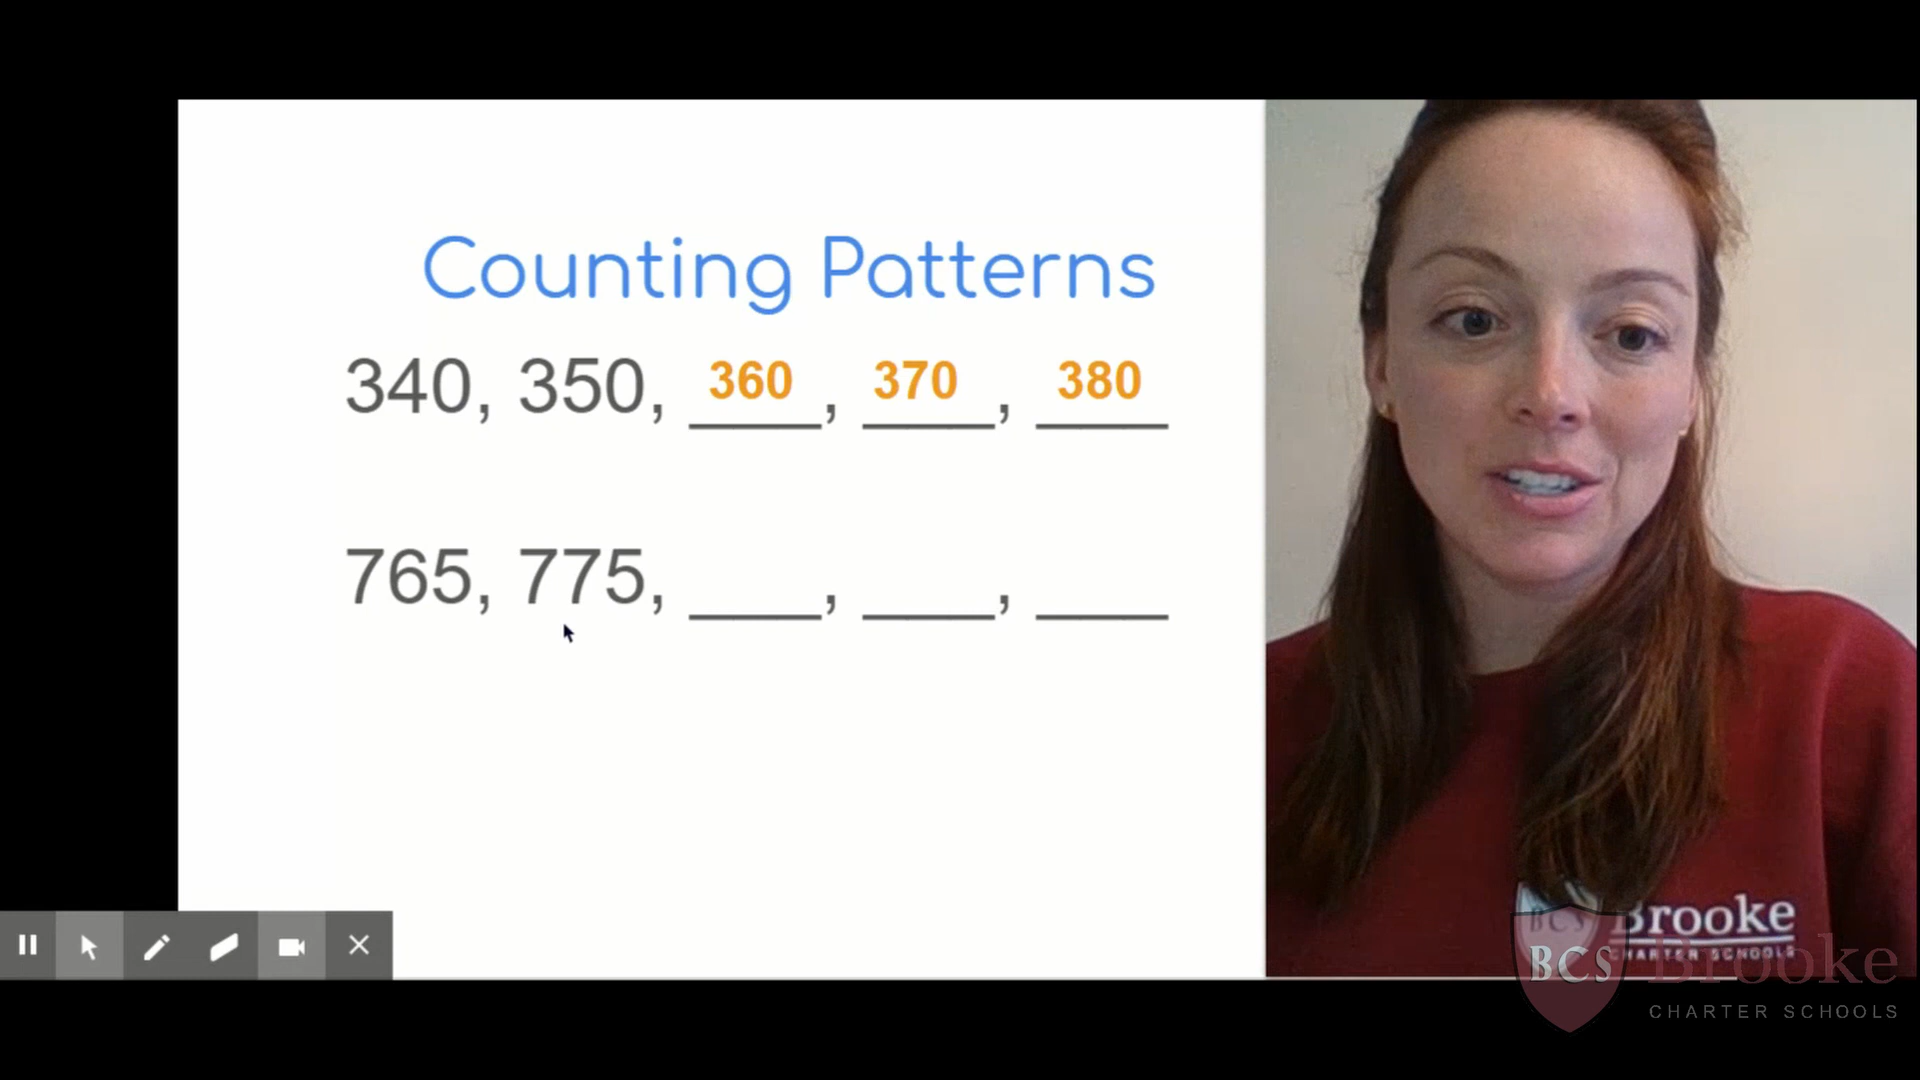 Counting Patterns
340, 350, 360, 370, 380
765, 775, ____, ____, ____
Brooke
CHARTER SCHOOLS
BCS
BCS
Brooke
CHARTER SCHOOLS